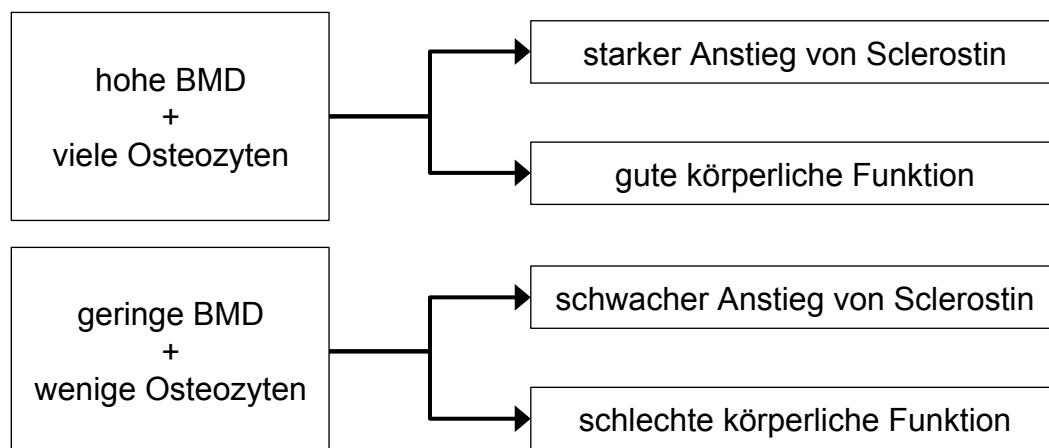 hohe BMD
+
viele Osteozyten
starker Anstieg von Sclerostin
gute körperliche Funktion
geringe BMD
+
wenige Osteozyten
schwacher Anstieg von Sclerostin
schlechte körperliche Funktion